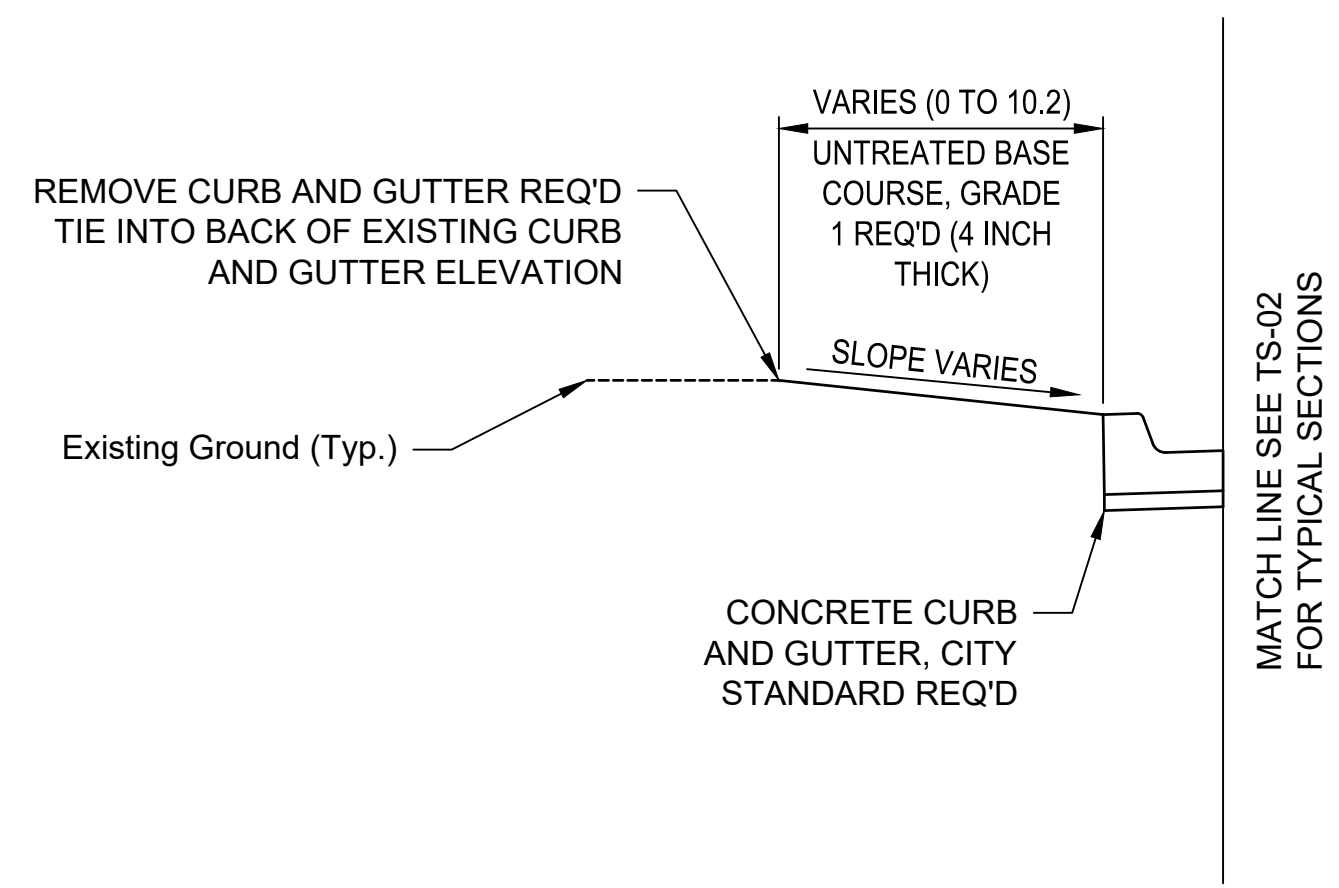 VARIES (0 TO 10.2)
UNTREATED BASE
COURSE, GRADE
1 REQ'D (4 INCH
THICK)
REMOVE CURB AND GUTTER REQ'D
TIE INTO BACK OF EXISTING CURB
AND GUTTER ELEVATION
SLOPE VARIES
Existing Ground (Typ.)
CONCRETE CURB
AND GUTTER, CITY
STANDARD REQ'D
MATCH LINE SEE TS-02
FOR TYPICAL SECTIONS